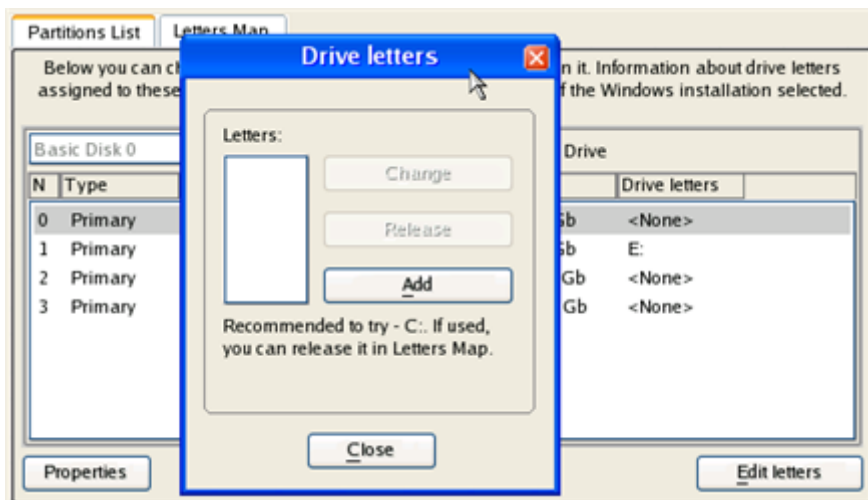 Partitions List Letters Map
Drive letters
Below you can n it. Information about drive letters
assigned to these f the Windows installation selected.
Letters:
Basic Disk 0 Drive
Change
N Type Drive letters
0 Primary Gb <None>
Release
1 Primary Gb E:
2 Primary Gb <None>
Add
3 Primary Gb <None>
Recommended to try - C:. If used,
you can release it in Letters Map.
Close
Properties Edit letters